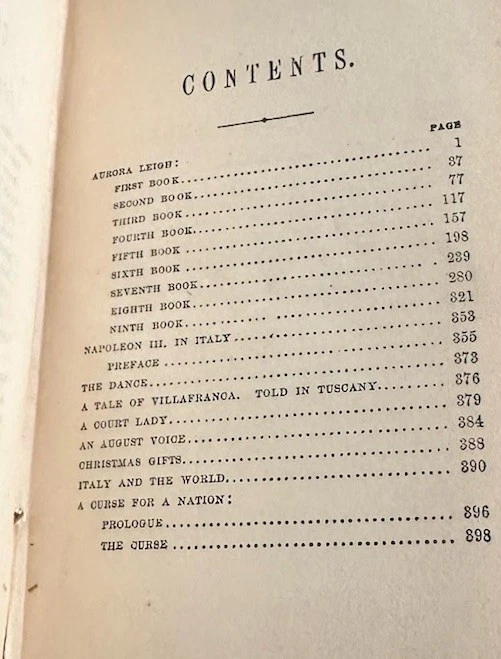 CONTENTS.
PAGE
AURORA LEIGH:
FIRST BOOK 1
SECOND BOOK 37
THIRD BOOK 77
FOURTH BOOK 117
FIFTH BOOK 157
SIXTH BOOK 198
SEVENTH BOOK 239
EIGHTH BOOK 280
NINTH BOOK 321
NAPOLEON III. IN ITALY 353
PREFACE 355
THE DANCE 373
A TALE OF VILLAFRANCA. TOLD IN TUSCANY 376
A COURT LADY 379
AN AUGUST VOICE 384
CHRISTMAS GIFTS 388
ITALY AND THE WORLD 390
A CURSE FOR A NATION:
PROLOGUE 396
THE CURSE 398